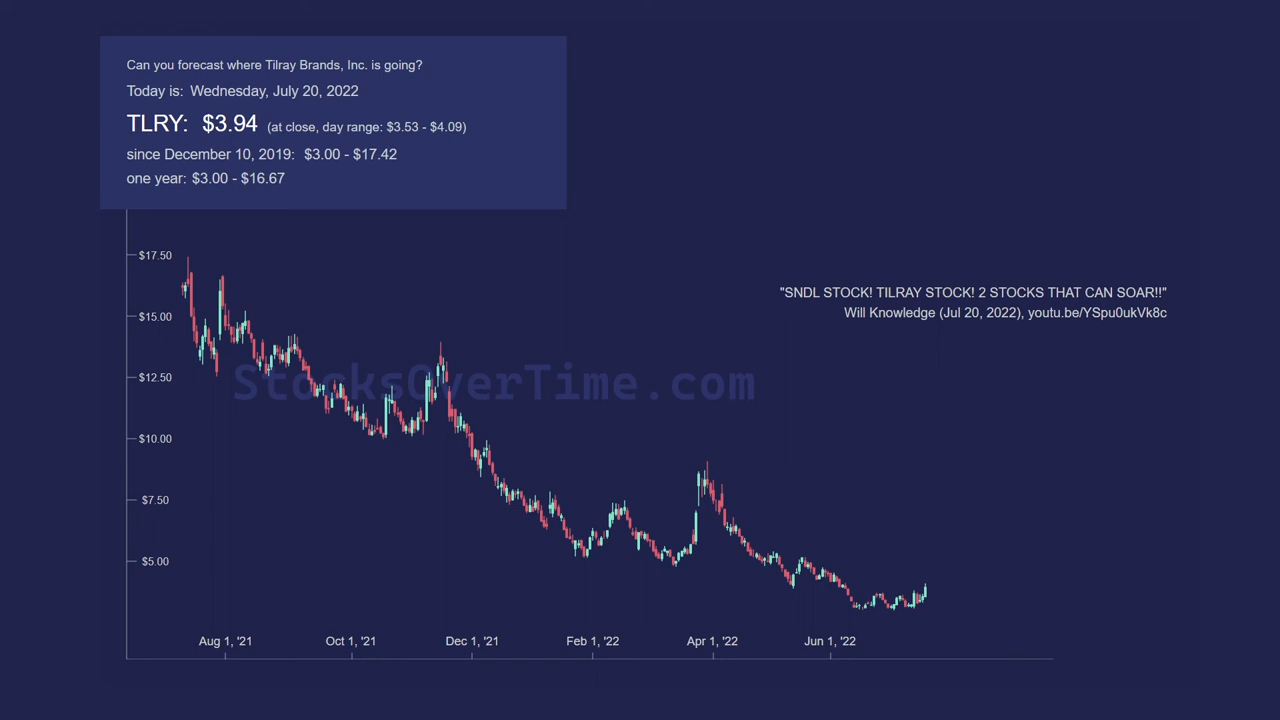 Can you forecast where Tilray Brands, Inc. is going?
Today is: Wednesday, July 20, 2022
TLRY: $3.94 (at close, day range: $3.53 - $4.09)
since December 10, 2019: $3.00 - $17.42
one year: $3.00 - $16.67
$17.50
"SNDL STOCK! TILRAY STOCK! 2 STOCKS THAT CAN SOAR!!"
Will Knowledge (Jul 20, 2022), youtu.be/YSpu0ukVk8c
$15.00
$12.50
StocksOverTime.com
$10.00
$7.50
$5.00
Aug 1, '21 Oct 1, '21 Dec 1, '21 Feb 1, '22 Apr 1, '22 Jun 1, '22